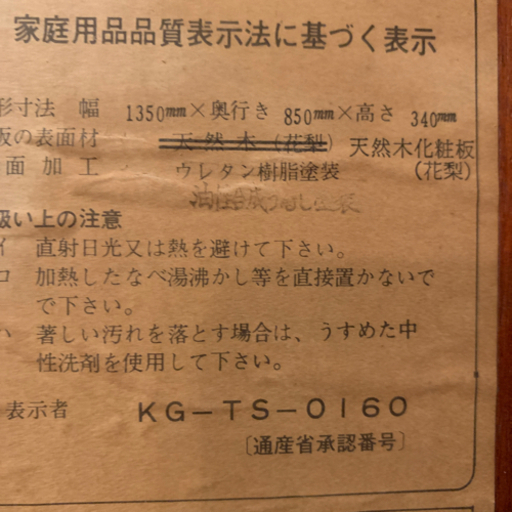 家庭用品品質表示法に基づく表示
形寸法 幅 1350mm×奥行き 850mm×高さ 340mm
板の表面材 天然木(花梨) 天然木化粧板
(花梨)
面加工 ウレタン樹脂塗装
扱い上の注意
イ 直射日光又は熱を避けて下さい。
ロ 加熱したなべ湯沸かし等を直接置かないで
で下さい。
ハ 著しい汚れを落とす場合は、うすめた中
性洗剤を使用して下さい。
表示者 KG-TS-0160
〔通産省承認番号〕